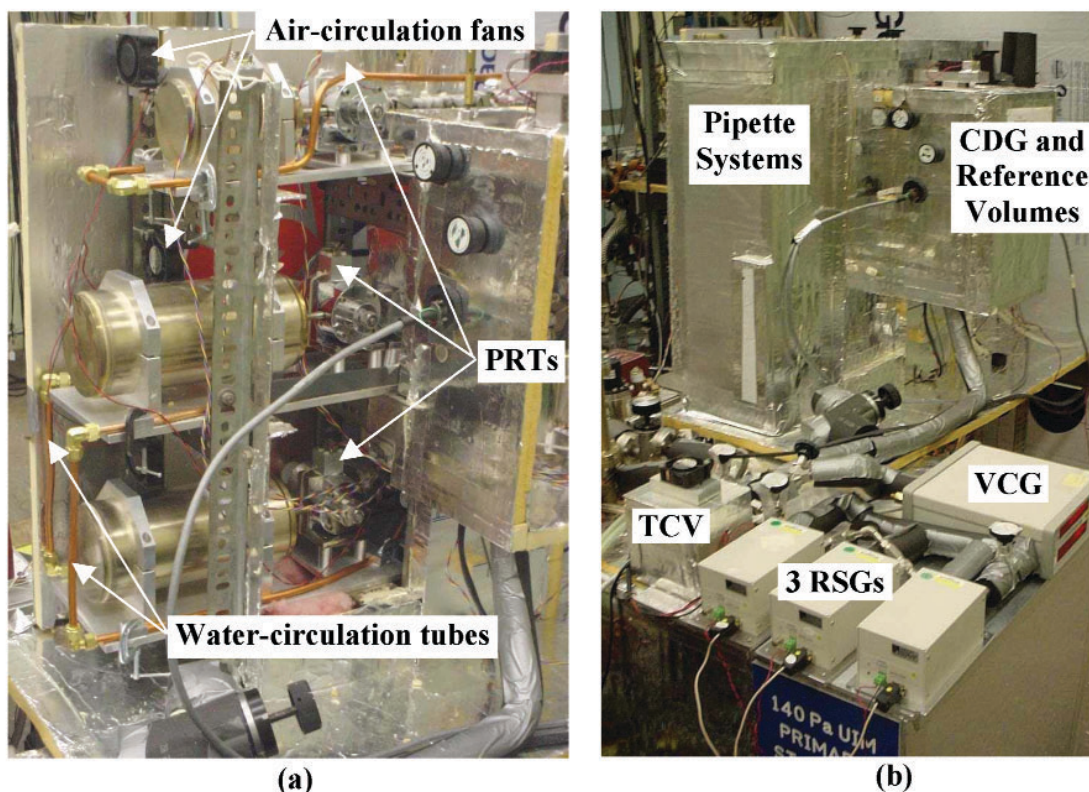 Air-circulation fans
PRTs
Water-circulation tubes
(a)
Pipette
Systems
CDG and
Reference
Volumes
TCV
VCG
3 RSGs
140 Pa UIM
PRIMA
(b)